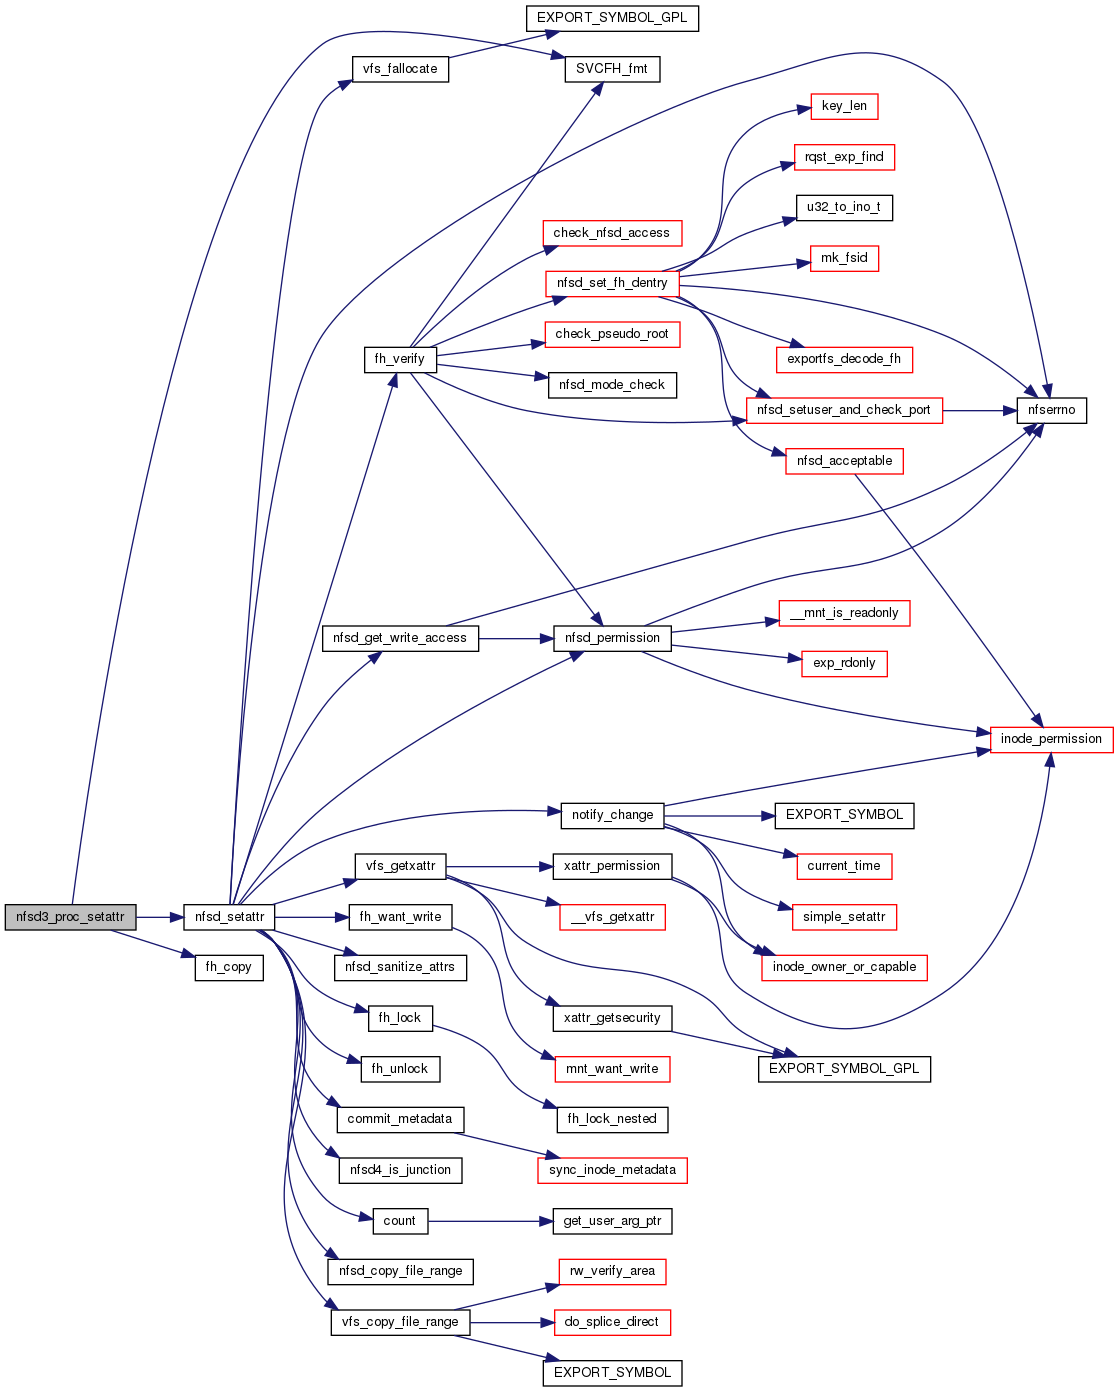 EXPORT_SYMBOL_GPL
vfs_fallocate
SVCFH_fmt
key_len
rqst_exp_find
u32_to_ino_t
check_nfsd_access
mk_fsid
nfsd_set_fh_dentry
check_pseudo_root
fh_verify
exportfs_decode_fh
nfsd_mode_check
nfsd_setuser_and_check_port
nfserrno
nfsd_acceptable
__mnt_is_readonly
nfsd_get_write_access
nfsd_permission
exp_rdonly
inode_permission
notify_change
EXPORT_SYMBOL
vfs_getxattr
xattr_permission
current_time
nfsd3_proc_setattr
nfsd_setattr
fh_want_write
__vfs_getxattr
simple_setattr
fh_copy
nfsd_sanitize_attrs
inode_owner_or_capable
fh_lock
xattr_getsecurity
fh_unlock
mnt_want_write
EXPORT_SYMBOL_GPL
commit_metadata
fh_lock_nested
nfsd4_is_junction
sync_inode_metadata
count
get_user_arg_ptr
nfsd_copy_file_range
rw_verify_area
vfs_copy_file_range
do_splice_direct
EXPORT_SYMBOL